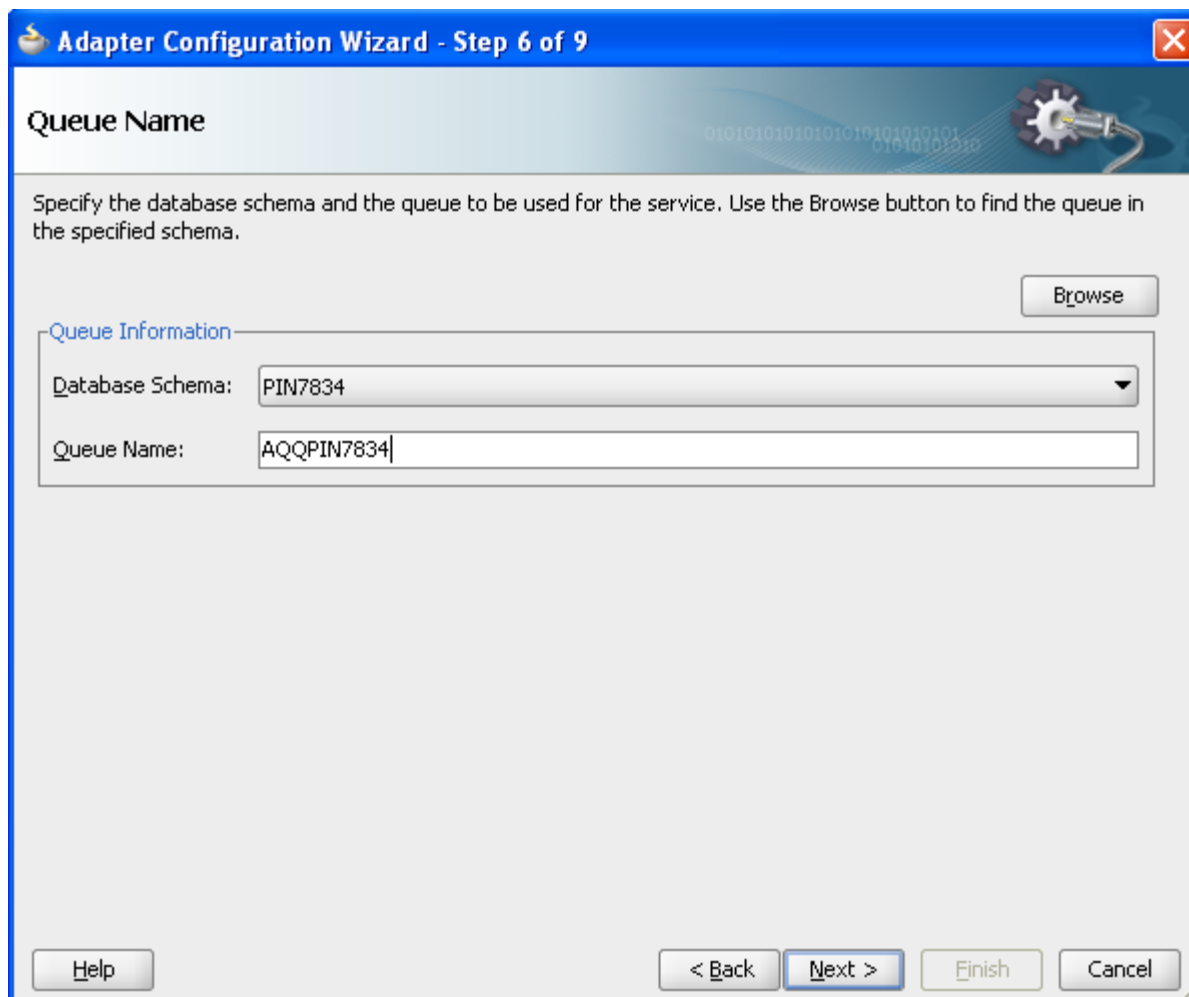 Adapter Configuration Wizard - Step 6 of 9
Queue Name
01010101010101010101010101
01010101010
Specify the database schema and the queue to be used for the service. Use the Browse button to find the queue in
the specified schema.
Browse
Queue Information
Database Schema: PIN7834
Queue Name: AQQPIN7834
Help < Back Next > Finish Cancel